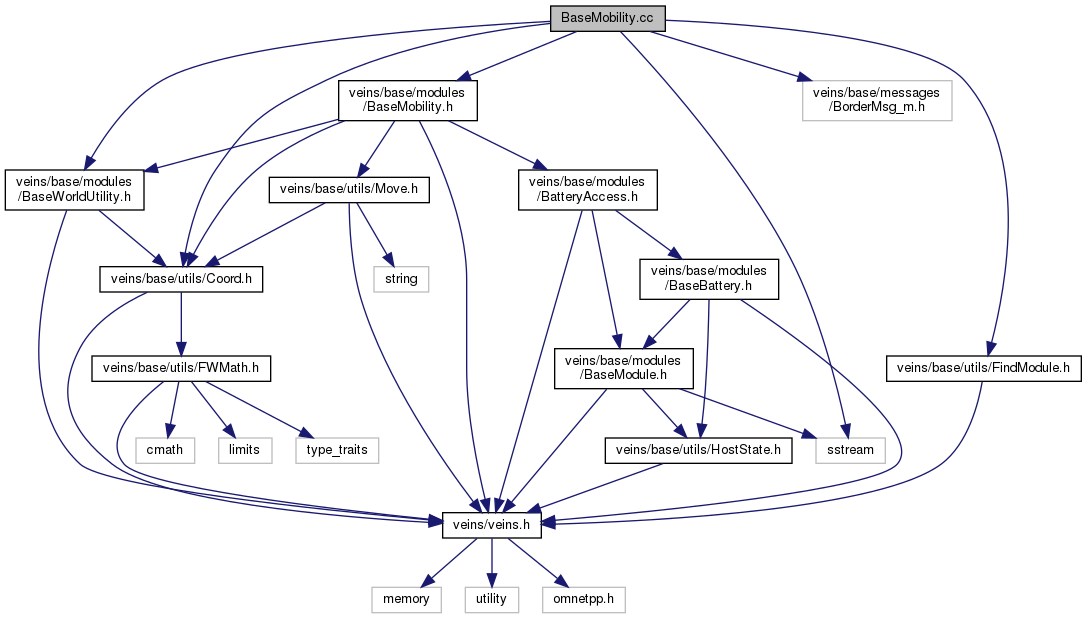 BaseMobility.cc
veins/base/modules
/BaseMobility.h
veins/base/messages
/BorderMsg_m.h
veins/base/modules
/BaseWorldUtility.h
veins/base/utils/Move.h
veins/base/modules
/BatteryAccess.h
veins/base/utils/Coord.h
string
veins/base/modules
/BaseBattery.h
veins/base/utils/FWMath.h
veins/base/modules
/BaseModule.h
veins/base/utils/FindModule.h
cmath
limits
type_traits
veins/base/utils/HostState.h
sstream
veins/veins.h
memory
utility
omnetpp.h